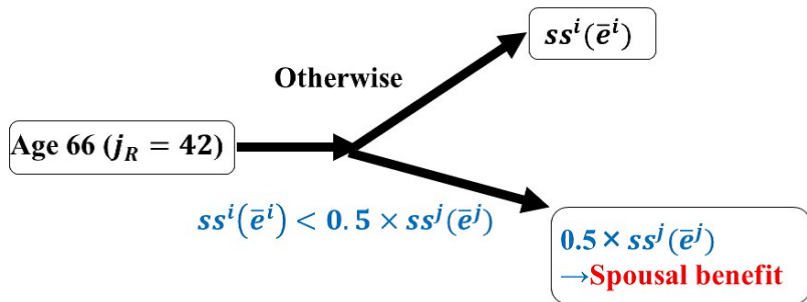 ss^i(ē^i)
Otherwise
Age 66 (j_R = 42)
ss^i(ē^i) < 0.5 × ss^j(ē^j)
0.5 × ss^j(ē^j)
→Spousal benefit